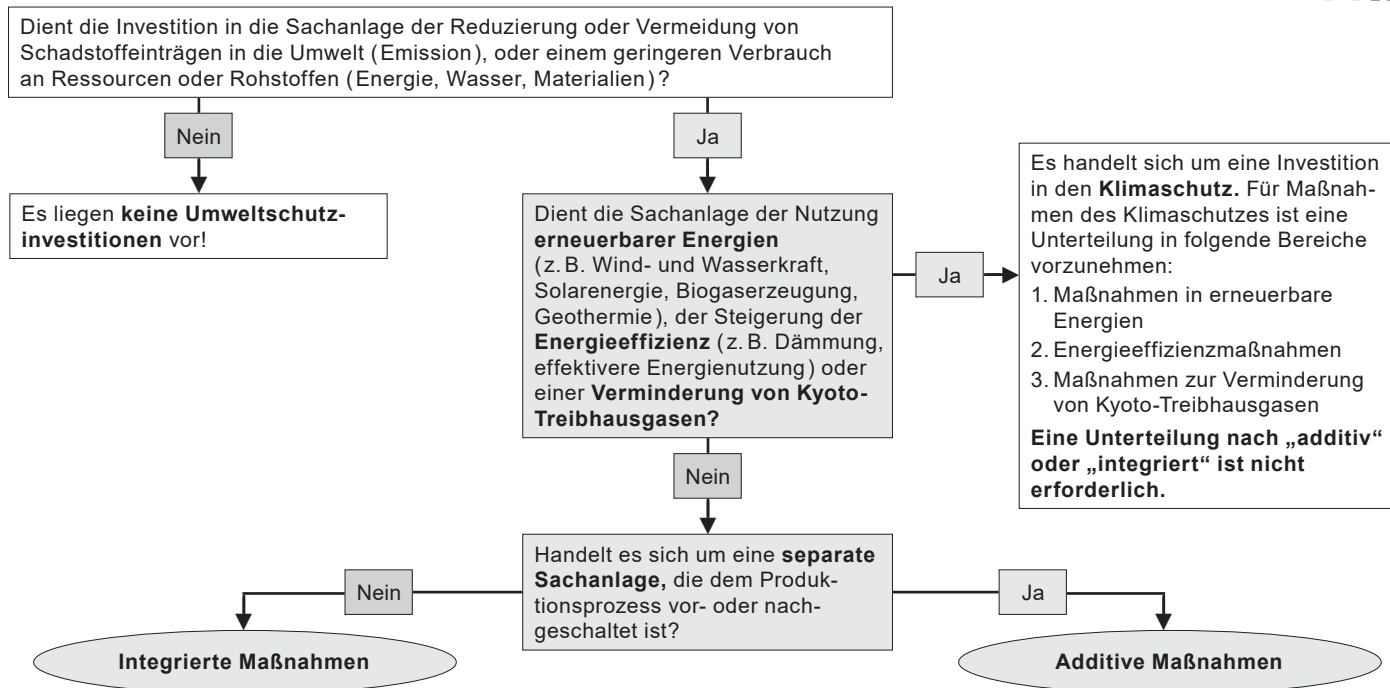 Dient die Investition in die Sachanlage der Reduzierung oder Vermeidung von
Schadstoffeinträgen in die Umwelt (Emission), oder einem geringeren Verbrauch
an Ressourcen oder Rohstoffen (Energie, Wasser, Materialien)?
Nein
Ja
Es liegen keine Umweltschutz-
investitionen vor!
Dient die Sachanlage der Nutzung
erneuerbarer Energien
(z. B. Wind- und Wasserkraft,
Solarenergie, Biogaserzeugung,
Geothermie), der Steigerung der
Energieeffizienz (z. B. Dämmung,
effektivere Energienutzung) oder
einer Verminderung von Kyoto-
Treibhausgasen?
Ja
Es handelt sich um eine Investition
in den Klimaschutz. Für Maßnah-
men des Klimaschutzes ist eine
Unterteilung in folgende Bereiche
vorzunehmen:
1. Maßnahmen in erneuerbare
Energien
2. Energieeffizienzmaßnahmen
3. Maßnahmen zur Verminderung
von Kyoto-Treibhausgasen
Eine Unterteilung nach „additiv“
oder „integriert“ ist nicht
erforderlich.
Nein
Handelt es sich um eine separate
Sachanlage, die dem Produk-
tionsprozess vor- oder nach-
geschaltet ist?
Nein
Ja
Integrierte Maßnahmen
Additive Maßnahmen